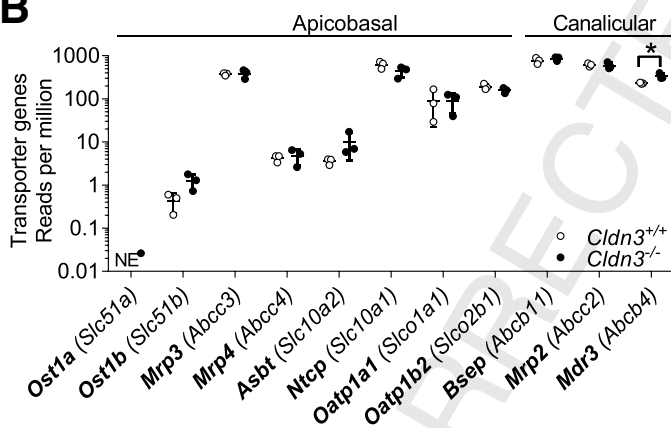 B
Apicobasal
Canalicular
Transporter genes
Reads per million
1000
100
10
1
0.1
0.01
*
NE
Cldn3+/+
Cldn3-/-
Ost1a (Slc51a)
Ost1b (Slc51b)
Mrp3 (Abcc3)
Mrp4 (Abcc4)
Asbt (Slc10a2)
Ntcp (Slc10a1)
Oatp1a1 (Slco1a1)
Oatp1b2 (Slco2b1)
Bsep (Abcb11)
Mrp2 (Abcc2)
Mdr3 (Abcb4)
RRECT